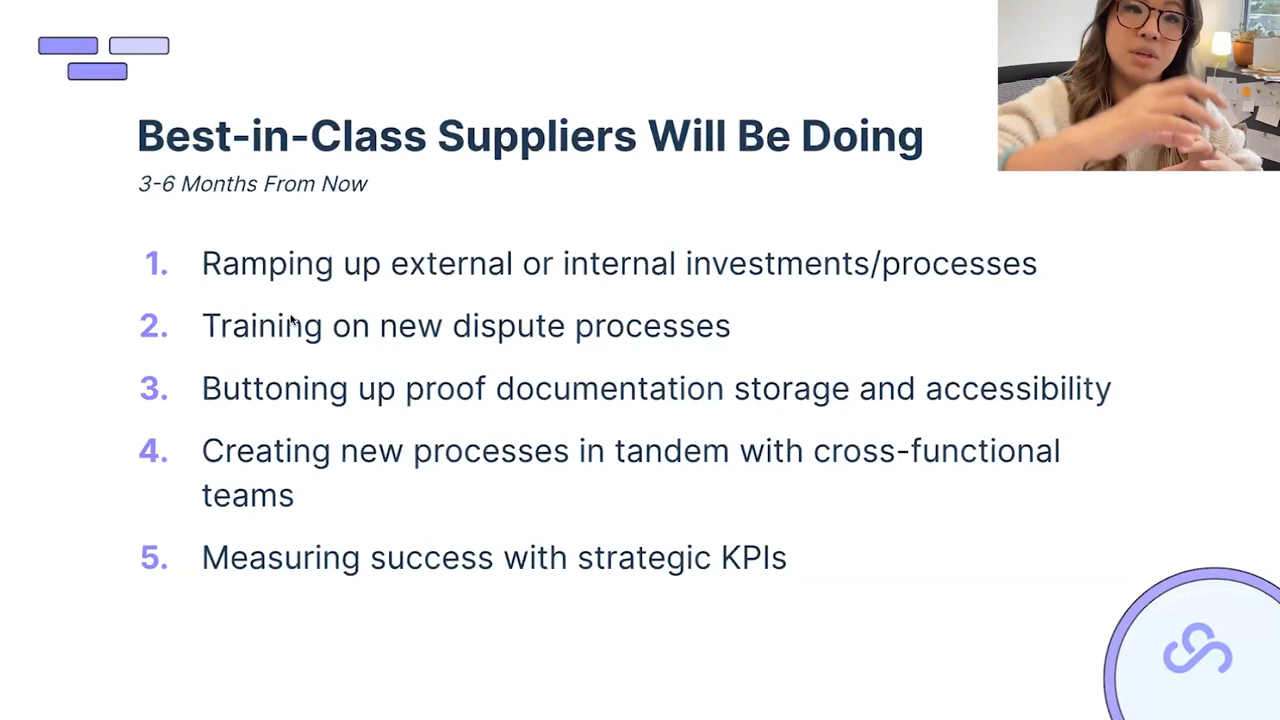 Best-in-Class Suppliers Will Be Doing
3-6 Months From Now
1. Ramping up external or internal investments/processes
2. Training on new dispute processes
3. Buttoning up proof documentation storage and accessibility
4. Creating new processes in tandem with cross-functional
teams
5. Measuring success with strategic KPIs